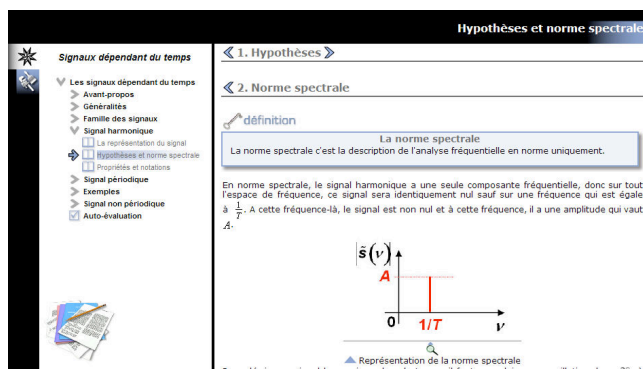 Hypothèses et norme spectrale
Signaux dépendant du temps
Les signaux dépendant du temps
Avant-propos
Généralités
Famille des signaux
Signal harmonique
La représentation du signal
Hypothèses et norme spectrale
Propriétés et notations
Signal périodique
Exemples
Signal non périodique
Auto-évaluation
1. Hypothèses
2. Norme spectrale
définition
La norme spectrale
La norme spectrale c'est la description de l'analyse fréquentielle en norme uniquement.
En norme spectrale, le signal harmonique a une seule composante fréquentielle, donc sur tout
l'espace de fréquence, ce signal sera identiquement nul sauf sur une fréquence qui est égale
à 1/T. A cette fréquence-là, le signal est non nul et à cette fréquence, il a une amplitude qui vaut
A.
|s̃(ν)|
A
0 1/T ν
Représentation de la norme spectrale